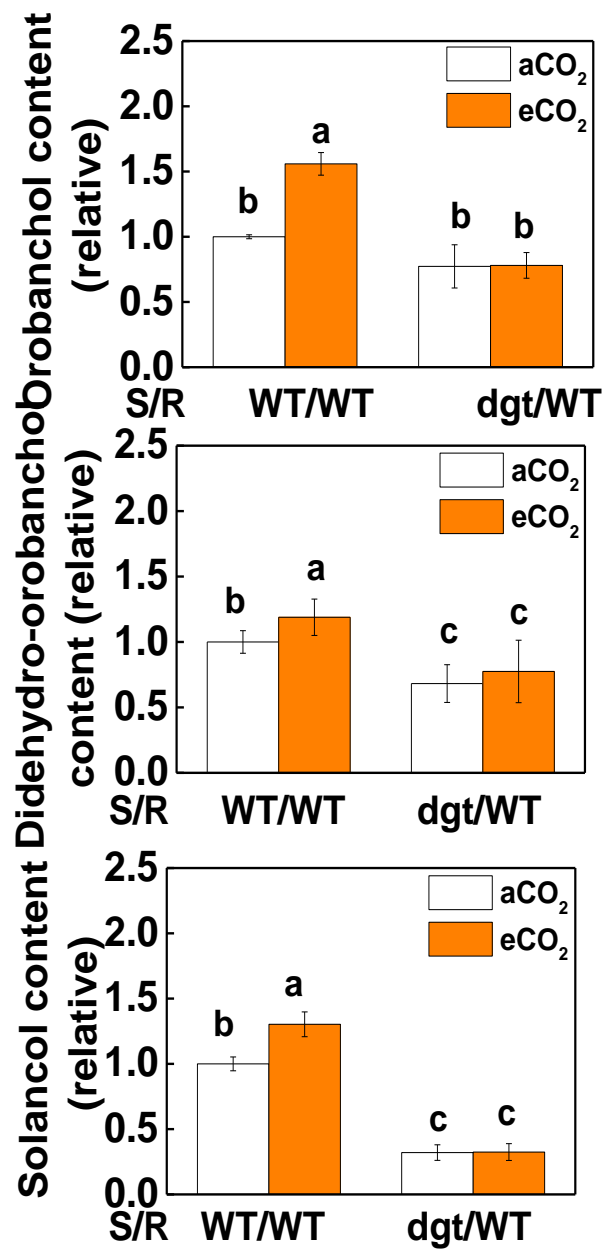 Orobanchol content
(relative)
2.5
2.0
1.5
1.0
0.5
0.0
aCO₂
eCO₂
b
a
b
b
S/R
WT/WT
dgt/WT
Didehydro-orobanchol
content (relative)
2.5
2.0
1.5
1.0
0.5
0.0
aCO₂
eCO₂
b
a
c
c
S/R
WT/WT
dgt/WT
Solancol content
(relative)
2.5
2.0
1.5
1.0
0.5
0.0
aCO₂
eCO₂
b
a
c
c
S/R
WT/WT
dgt/WT